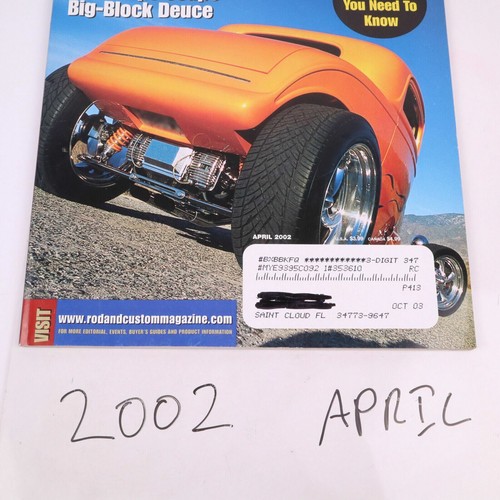 Big-Block Deuce
You Need To
Know
APRIL 2002
U.S.A. $3.99 CANADA $4.99
#BXBBKFQ ************3-DIGIT 347
#MYE9395C092 1#353610 RC
P413
OCT 03
SAINT CLOUD FL 34773-9647
VISIT
www.rodandcustommagazine.com
FOR MORE EDITORIAL, EVENTS, BUYER'S GUIDES AND PRODUCT INFORMATION
2002 APRIL